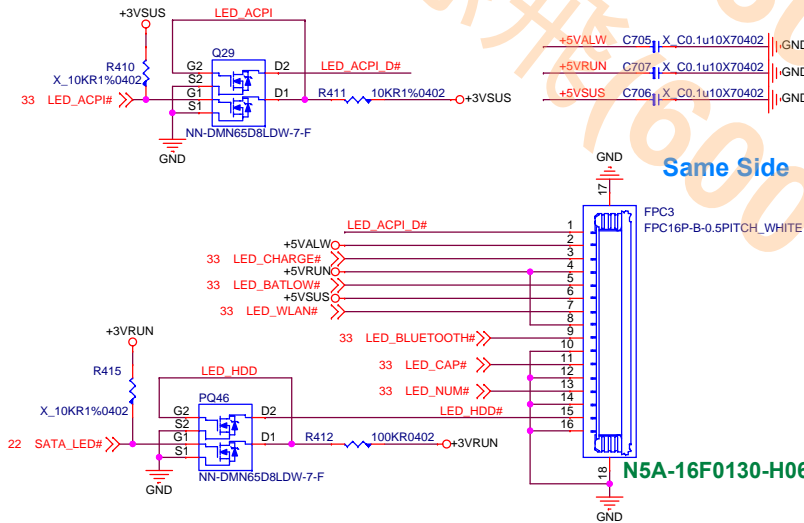 +3VSUS
LED_ACPI
R410
X_10KR1%0402
33 LED_ACPI#
Q29
G2
S2
G1
S1
D2
D1
LED_ACPI_D#
R411
10KR1%0402
+3VSUS
NN-DMN65D8LDW-7-F
GND
+5VALW C705 X_C0.1u10X70402 GND
+5VRUN C707 X_C0.1u10X70402 GND
+5VSUS C706 X_C0.1u10X70402 GND
(600
GND
Same Side
17
FPC3
FPC16P-B-0.5PITCH_WHITE
LED_ACPI_D# 1
+5VALW 2
33 LED_CHARGE# 3
+5VRUN 4
33 LED_BATLOW# 5
+5VSUS 6
33 LED_WLAN# 7
8
33 LED_BLUETOOTH# 9
10
33 LED_CAP# 11
12
33 LED_NUM# 13
14
LED_HDD# 15
16
18
N5A-16F0130-H06
GND
+3VRUN
R415
X_10KR1%0402
LED_HDD
22 SATA_LED#
PQ46
G2
S2
G1
S1
D2
D1
R412
100KR0402
+3VRUN
NN-DMN65D8LDW-7-F
GND